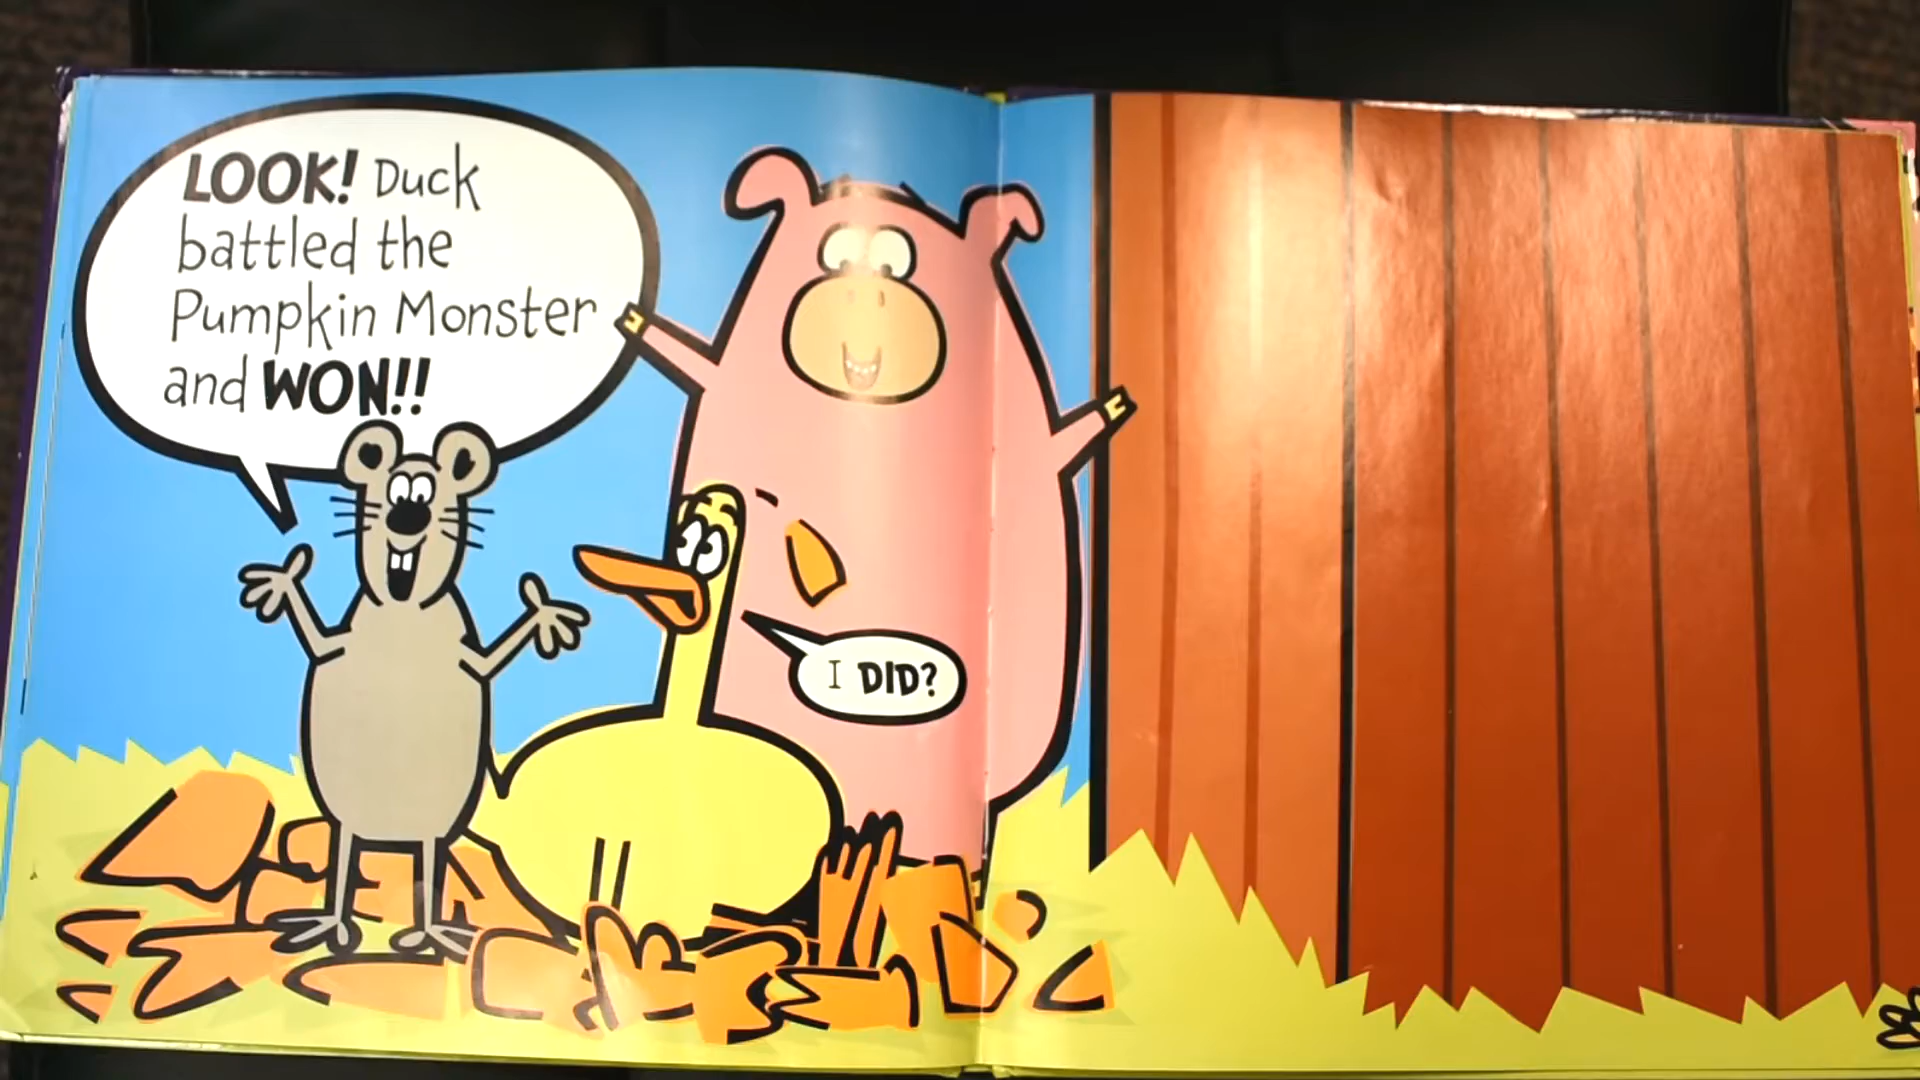 LOOK! Duck
battled the
Pumpkin Monster
and WON!!
I DID?